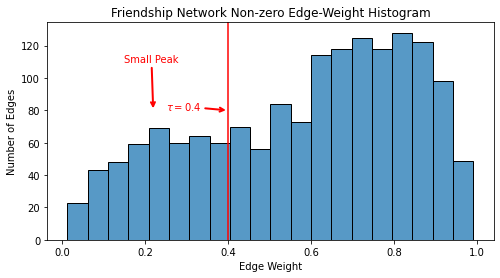 Friendship Network Non-zero Edge-Weight Histogram
Number of Edges
120
100
80
60
40
20
0
Small Peak
τ = 0.4
0.0 0.2 0.4 0.6 0.8 1.0
Edge Weight